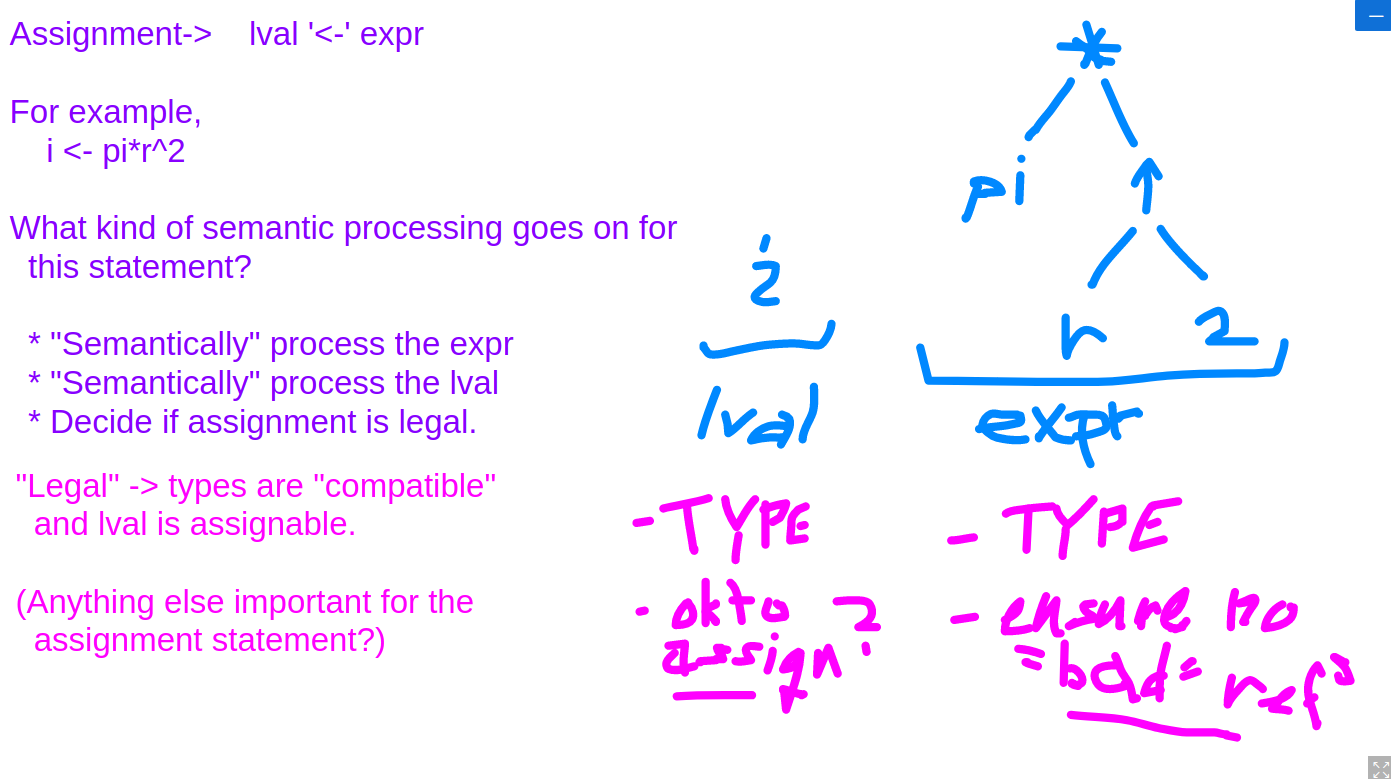 Assignment-> lval '<-' expr
For example,
i <- pi*r^2
What kind of semantic processing goes on for
this statement?
* "Semantically" process the expr
* "Semantically" process the lval
* Decide if assignment is legal.
"Legal" -> types are "compatible"
and lval is assignable.
(Anything else important for the
assignment statement?)
*
pi ↑
i
r 2
lval expr
- TYPE
- ok to
assign
- TYPE
- ensure no
"bad" ref's